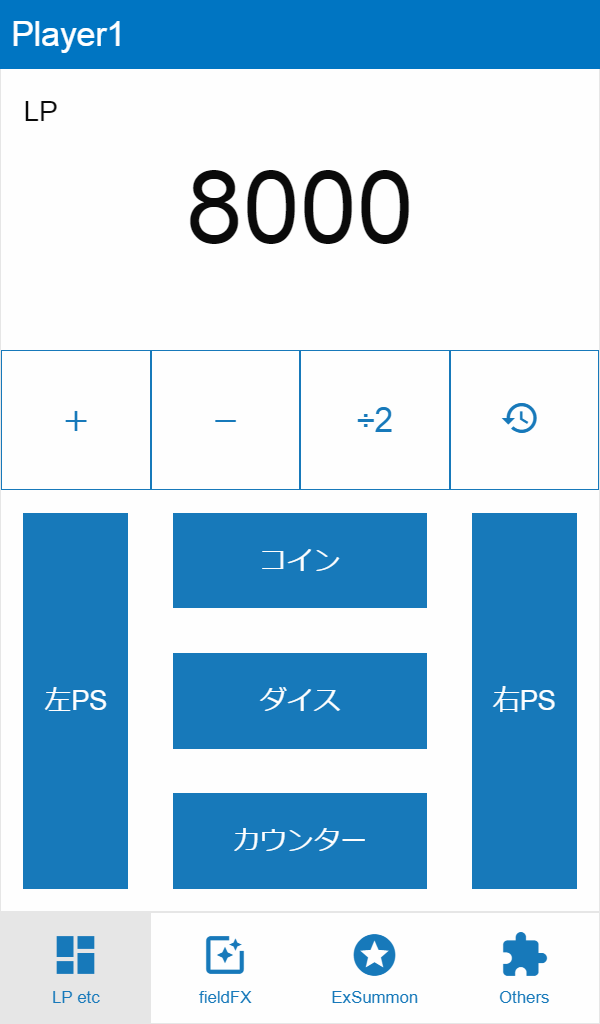 Player1
LP
8000
+
−
÷2
コイン
左PS
ダイス
右PS
カウンター
LP etc
fieldFX
ExSummon
Others